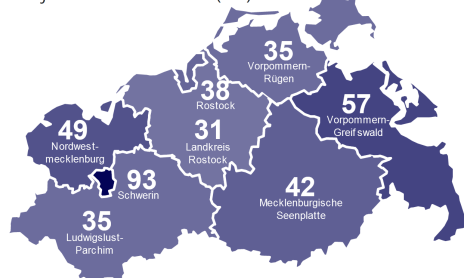 35
Vorpommern-
Rügen
38
Rostock
57
Vorpommern-
Greifswald
49
Nordwest-
mecklenburg
31
Landkreis
Rostock
93
Schwerin
42
Mecklenburgische
Seenplatte
35
Ludwigslust-
Parchim